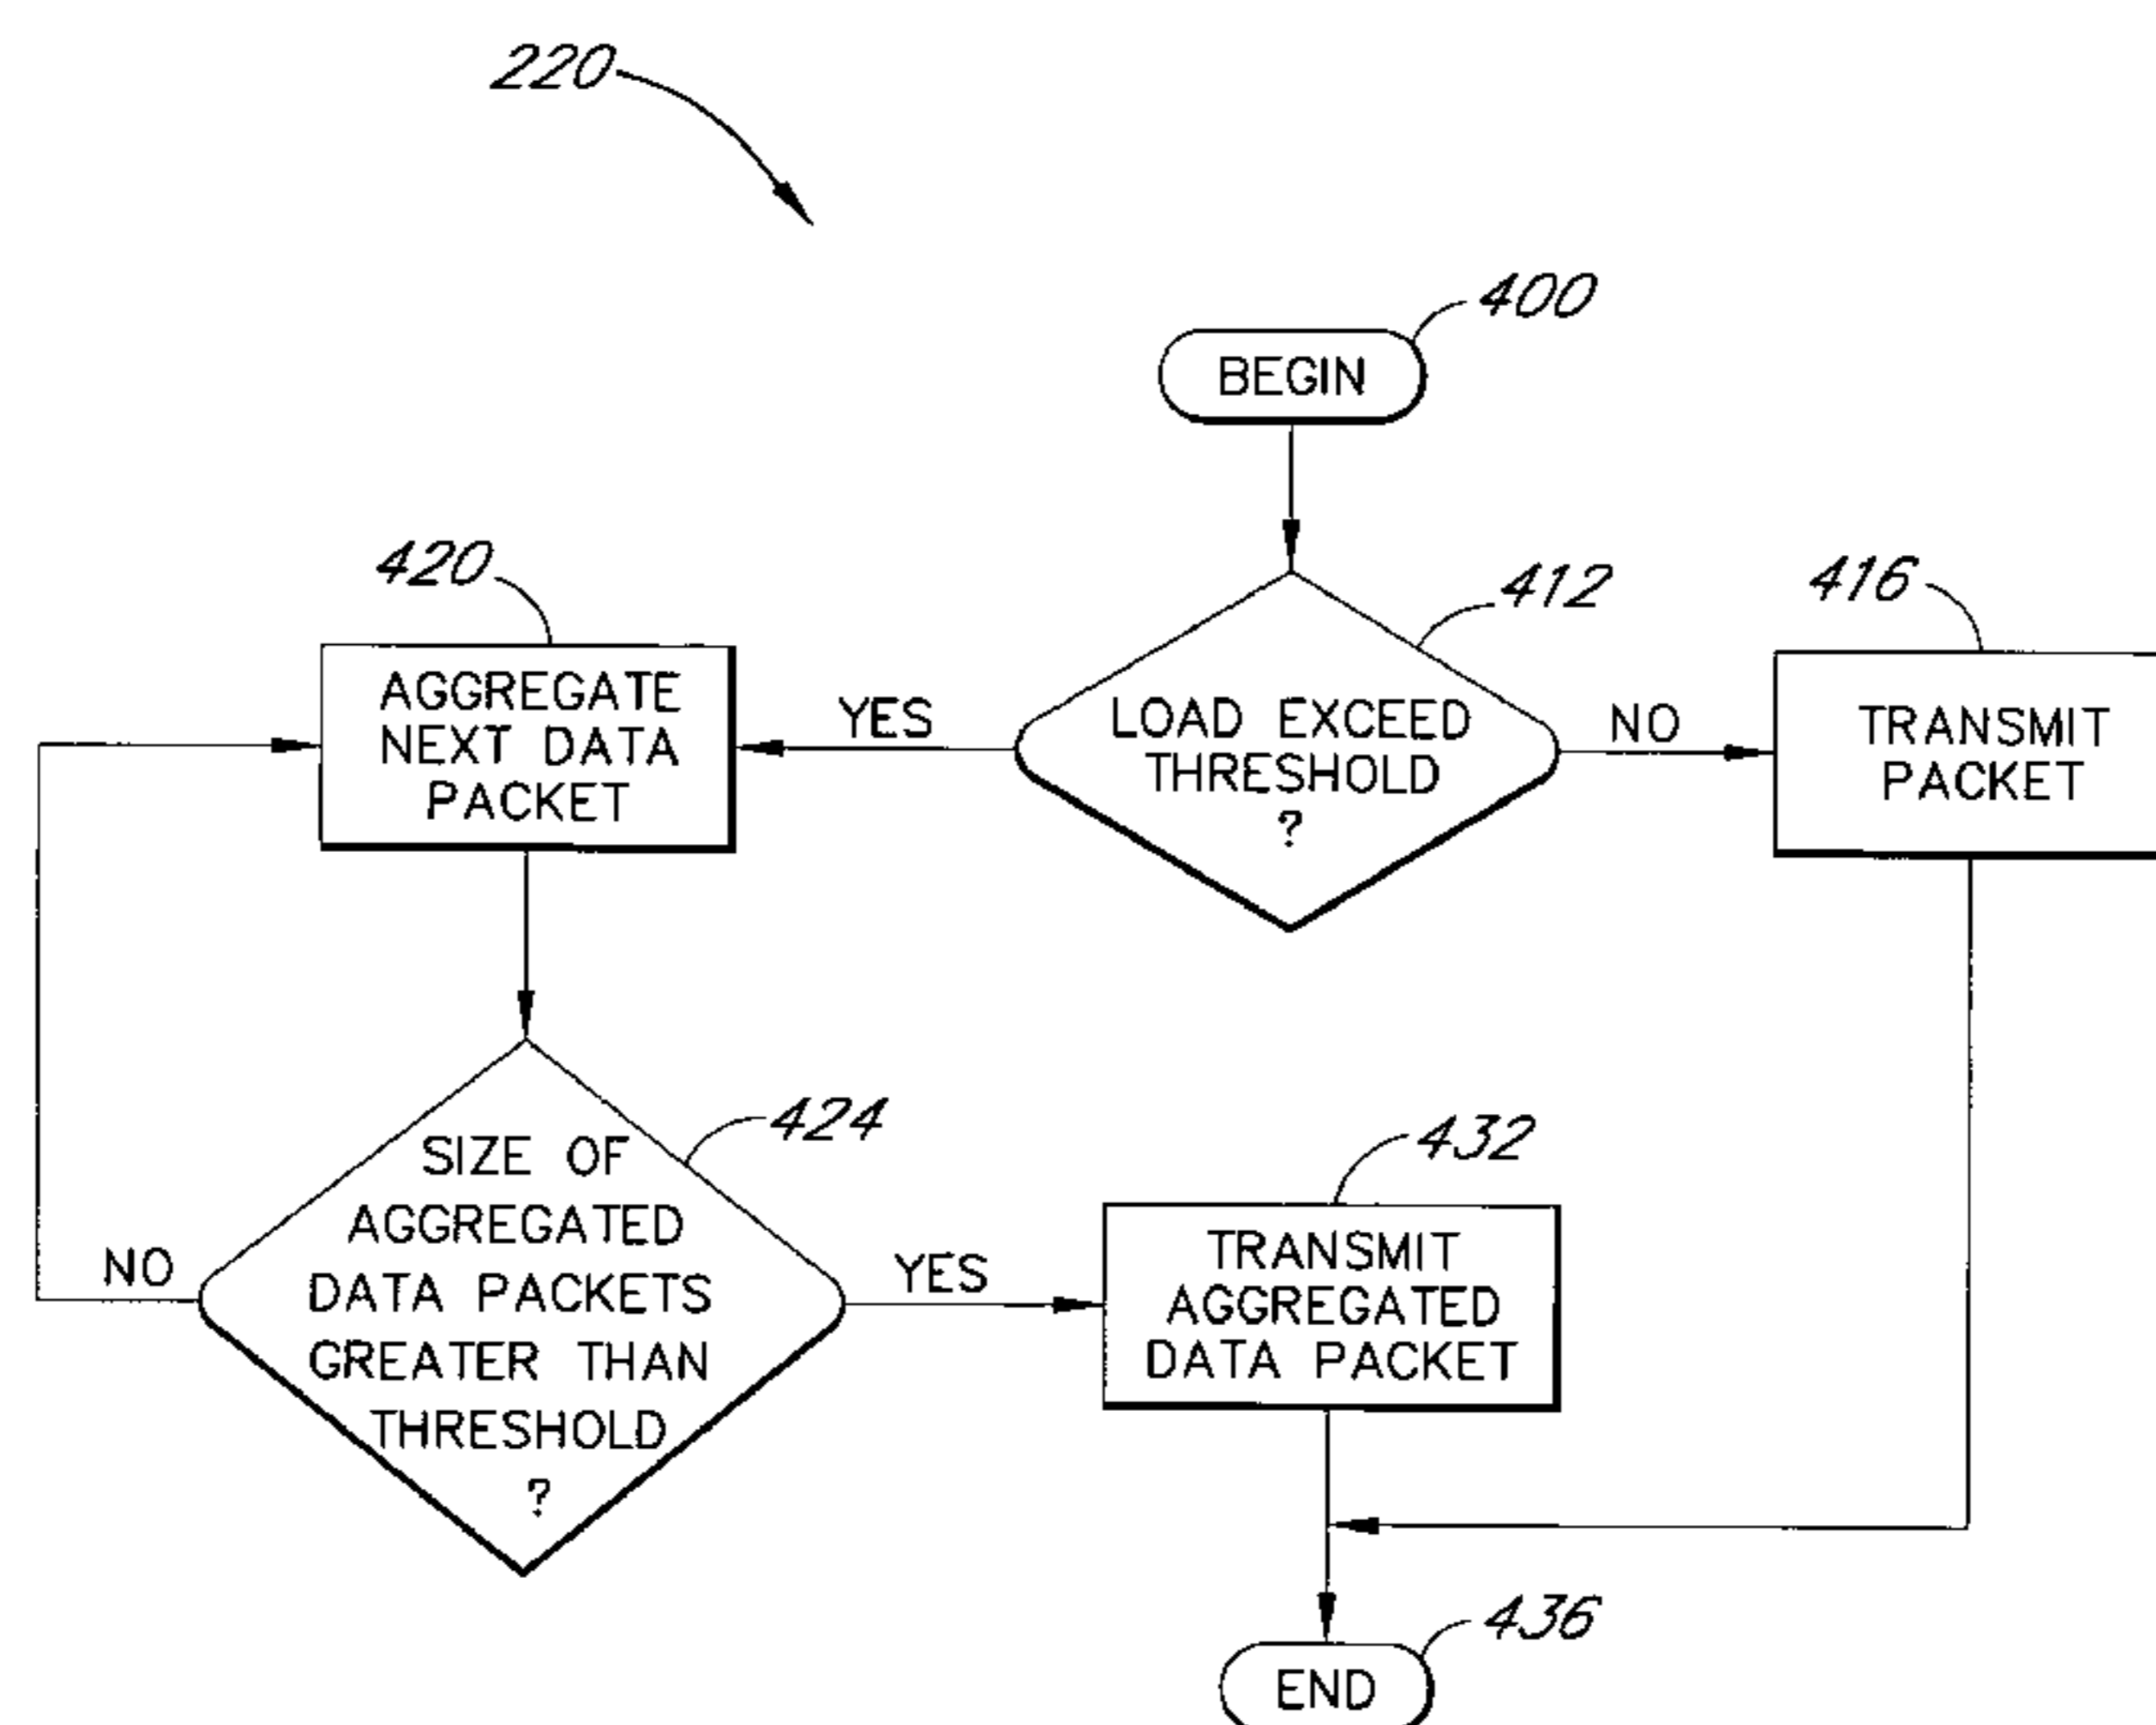 220
400
BEGIN
420
412
416
AGGREGATE
NEXT DATA
PACKET
YES
LOAD EXCEED
THRESHOLD
?
NO
TRANSMIT
PACKET
424
SIZE OF
AGGREGATED
DATA PACKETS
GREATER THAN
THRESHOLD
?
NO
YES
432
TRANSMIT
AGGREGATED
DATA PACKET
436
END